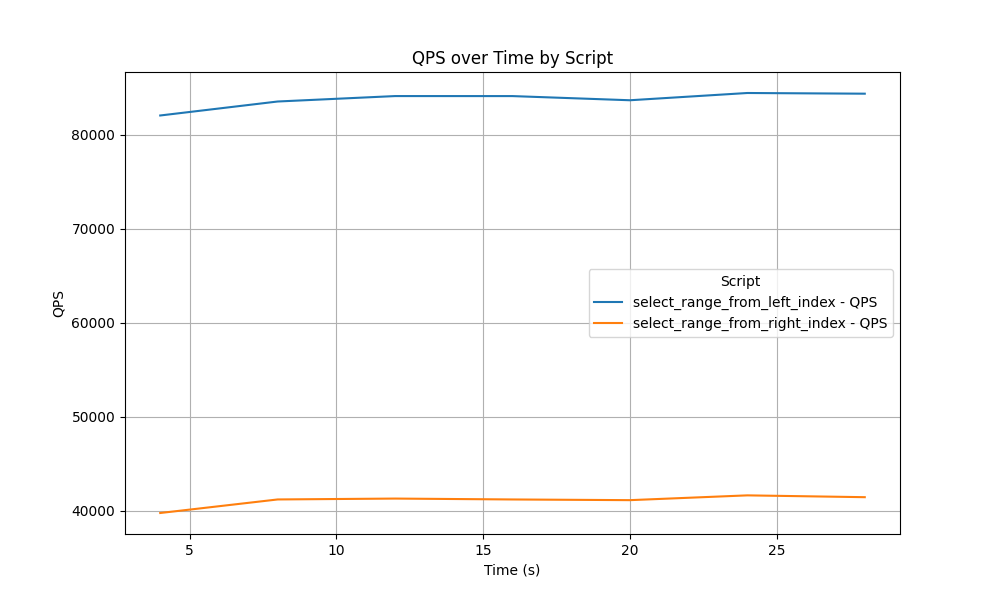 QPS over Time by Script
80000
70000
60000
50000
40000
QPS
Script
select_range_from_left_index - QPS
select_range_from_right_index - QPS
5
10
15
20
25
Time (s)